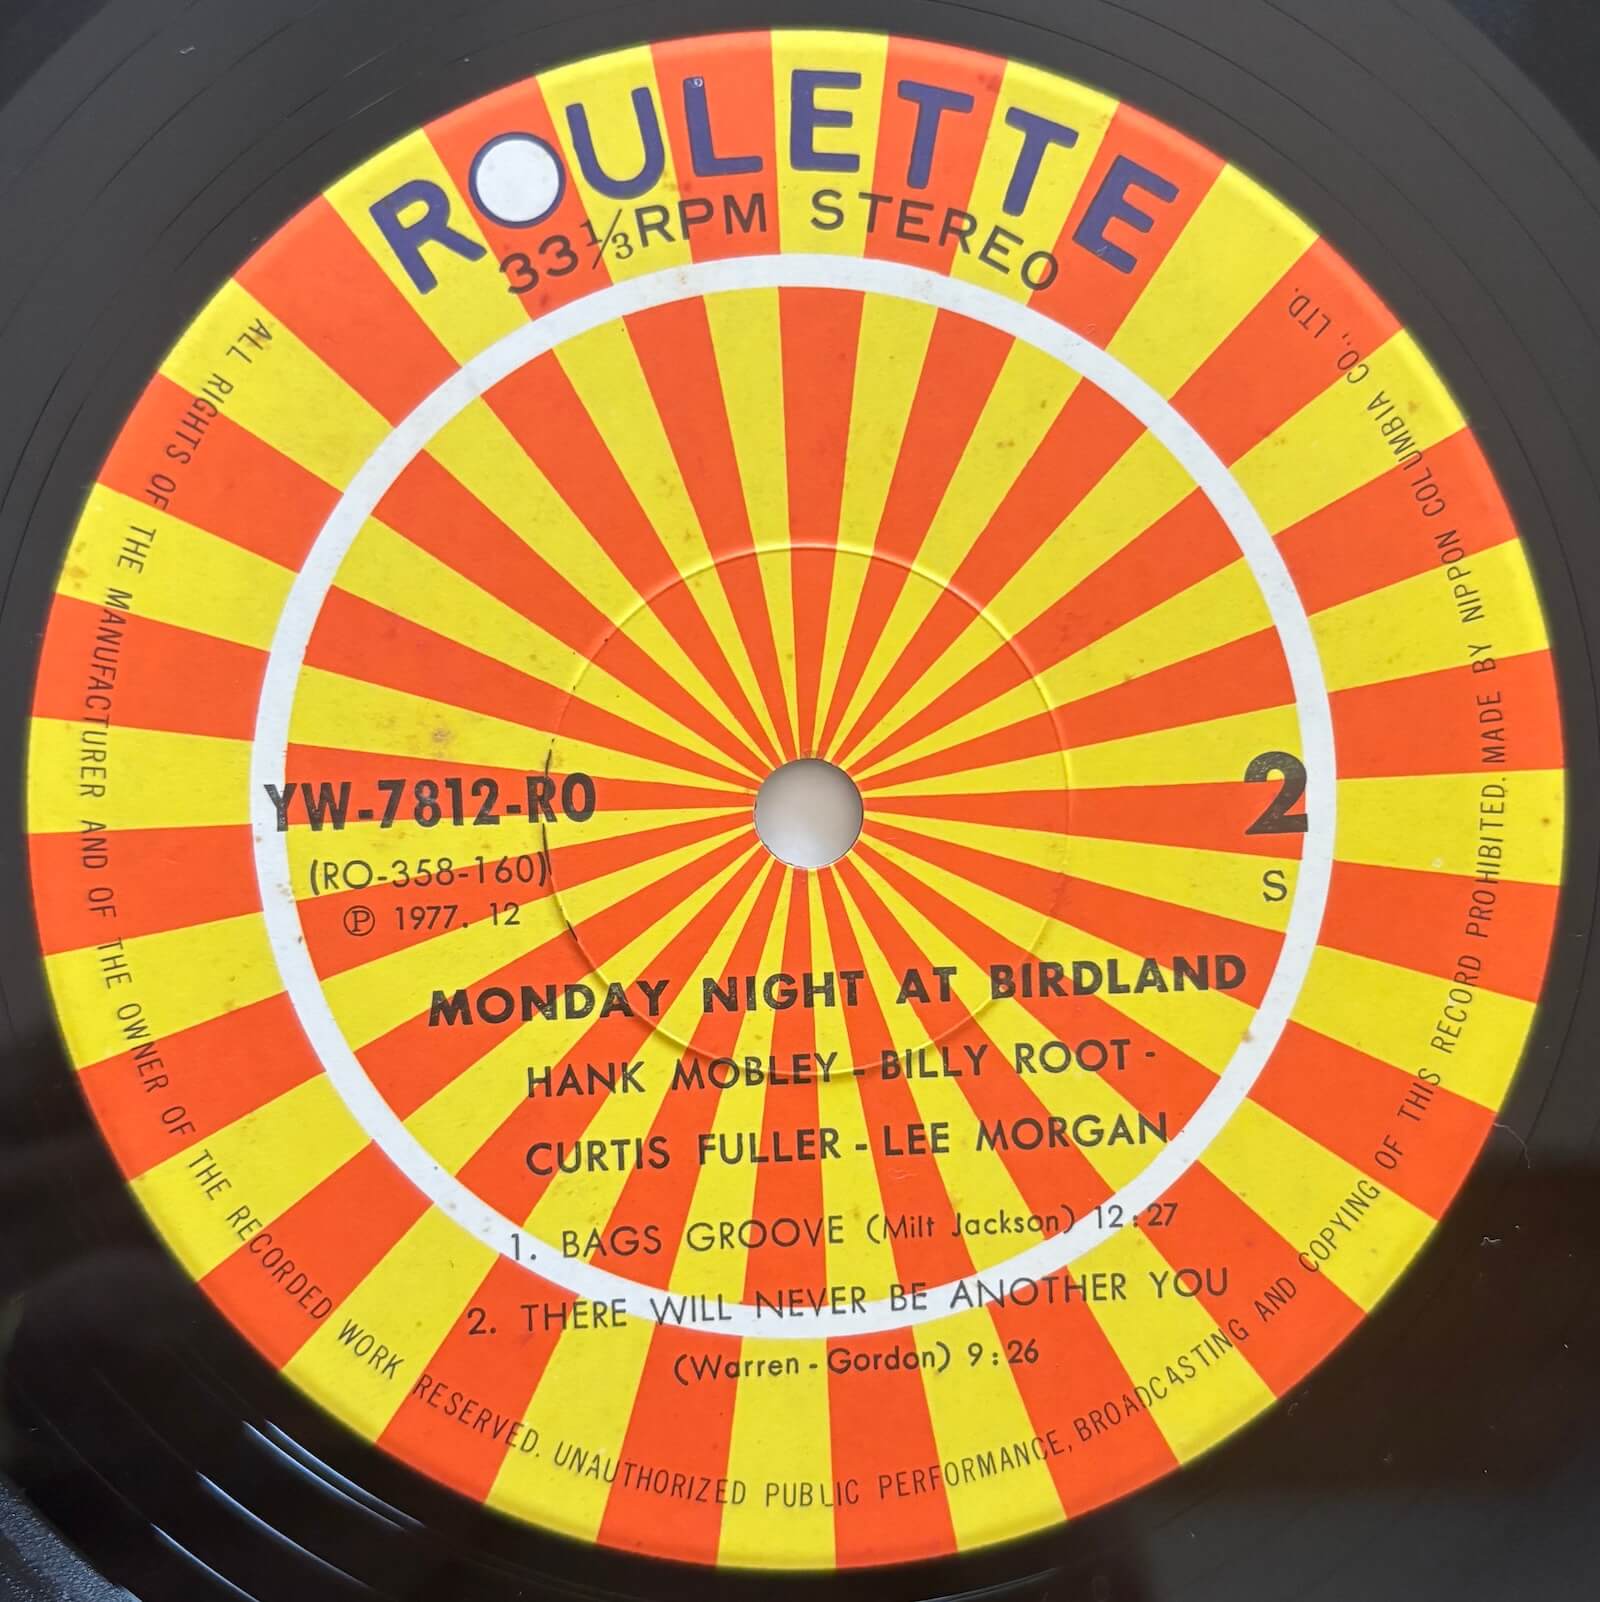 ROULETTE
33⅓RPM STEREO
YW-7812-RO
(RO-358-160)
℗ 1977. 12
2
S
MONDAY NIGHT AT BIRDLAND
HANK MOBLEY - BILLY ROOT -
CURTIS FULLER - LEE MORGAN
1. BAGS GROOVE (Milt Jackson) 12:27
2. THERE WILL NEVER BE ANOTHER YOU
(Warren - Gordon) 9:26
ALL RIGHTS OF THE MANUFACTURER AND OF THE OWNER OF THE RECORDED WORK RESERVED. UNAUTHORIZED PUBLIC PERFORMANCE, BROADCASTING AND COPYING OF THIS RECORD PROHIBITED. MADE BY NIPPON COLUMBIA CO., LTD.